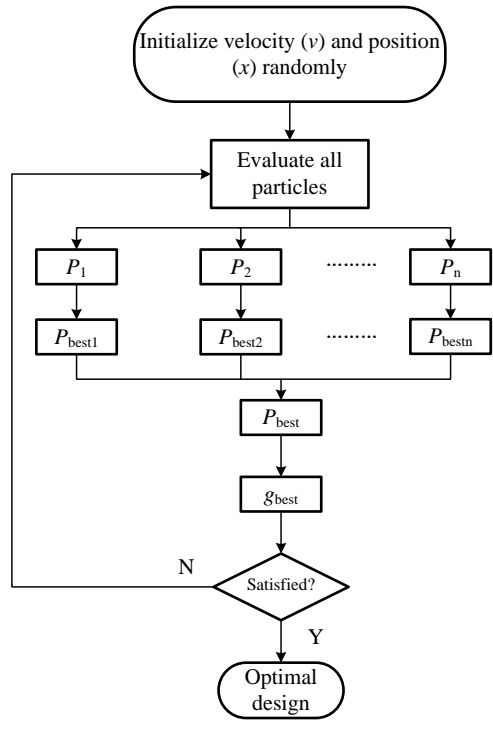 Initialize velocity (v) and position
(x) randomly
Evaluate all
particles
P1 P2 ......... Pn
Pbest1 Pbest2 ......... Pbestn
Pbest
gbest
N
Satisfied?
Y
Optimal
design